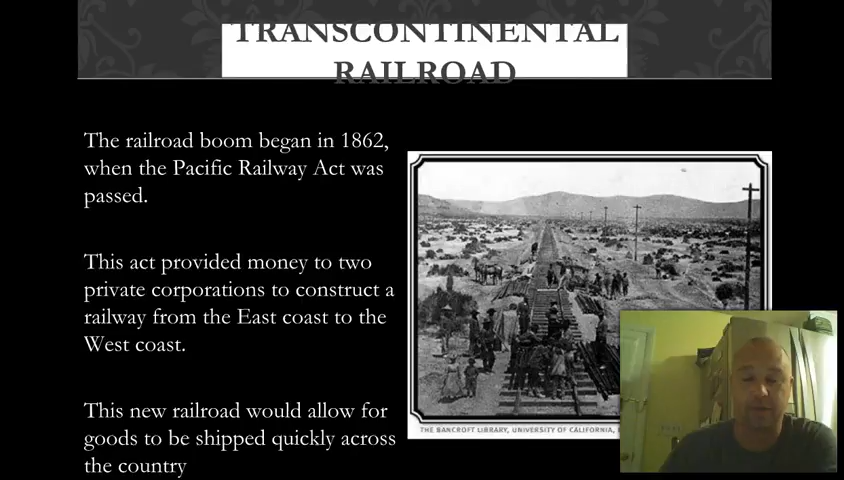 TRANSCONTINENTAL
RAILROAD
The railroad boom began in 1862,
when the Pacific Railway Act was
passed.
This act provided money to two
private corporations to construct a
railway from the East coast to the
West coast.
This new railroad would allow for
goods to be shipped quickly across
the country
THE BANCROFT LIBRARY, UNIVERSITY OF CALIFORNIA,